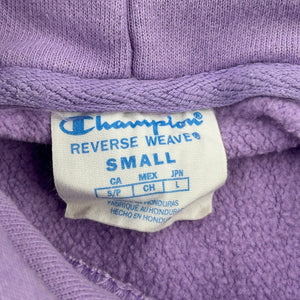 Champion
REVERSE WEAVE®
SMALL
CA MEX JPN
S/P CH L
FABRIQUÉ AU HONDURAS
HECHO EN HONDURAS